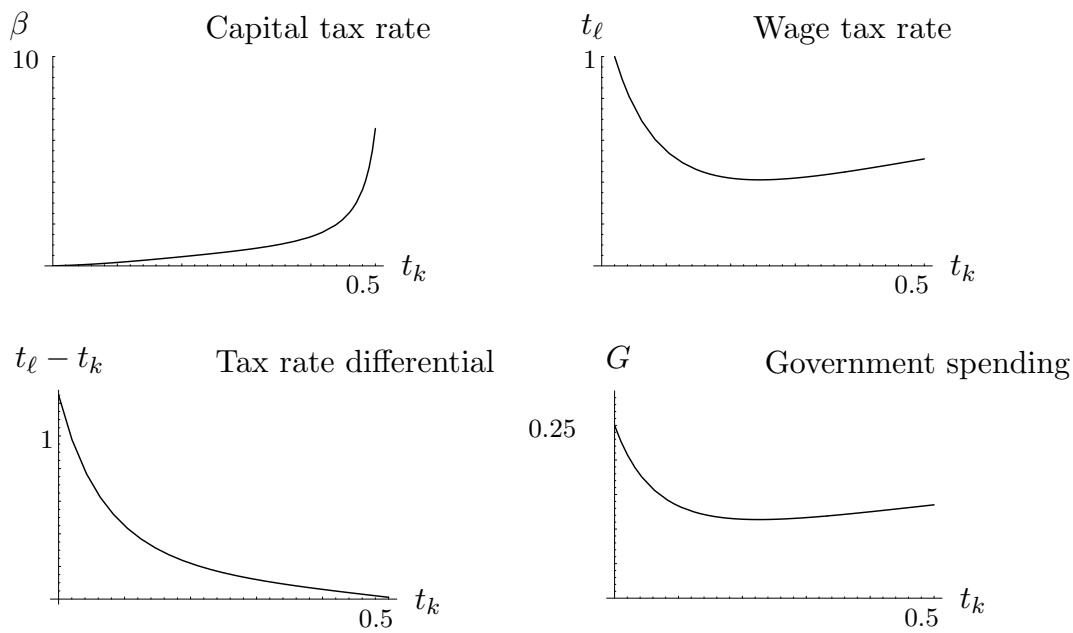 β
Capital tax rate
10
0.5
t_k
t_ℓ
Wage tax rate
1
0.5
t_k
t_ℓ − t_k
Tax rate differential
1
0.5
t_k
G
Government spending
0.25
0.5
t_k